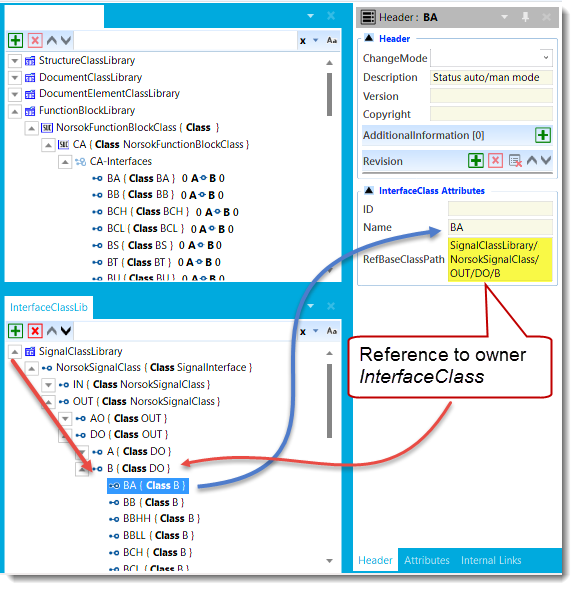 x Aa
StructureClassLibrary
DocumentClassLibrary
DocumentElementClassLibrary
FunctionBlockLibrary
NorsokFunctionBlockClass { Class }
CA { Class NorsokFunctionBlockClass }
CA-Interfaces
BA { Class BA } 0 A B 0
BB { Class BB } 0 A B 0
BCH { Class BCH } 0 A B 0
BCL { Class BCL } 0 A B 0
BS { Class BS } 0 A B 0
BT { Class BT } 0 A B 0
BU { Class BU } 0 A B 0
InterfaceClassLib
x Aa
SignalClassLibrary
NorsokSignalClass { Class SignalInterface }
IN { Class NorsokSignalClass }
OUT { Class NorsokSignalClass }
AO { Class OUT }
DO { Class OUT }
A { Class DO }
B { Class DO }
BA { Class B }
BB { Class B }
BBHH { Class B }
BBLL { Class B }
BCH { Class B }
BCL { Class B }
Header : BA
Header
ChangeMode
Description Status auto/man mode
Version
Copyright
AdditionalInformation [0]
Revision
InterfaceClass Attributes
ID
Name BA
RefBaseClassPath SignalClassLibrary/
NorsokSignalClass/
OUT/DO/B
Reference to owner
InterfaceClass
Header Attributes Internal Links